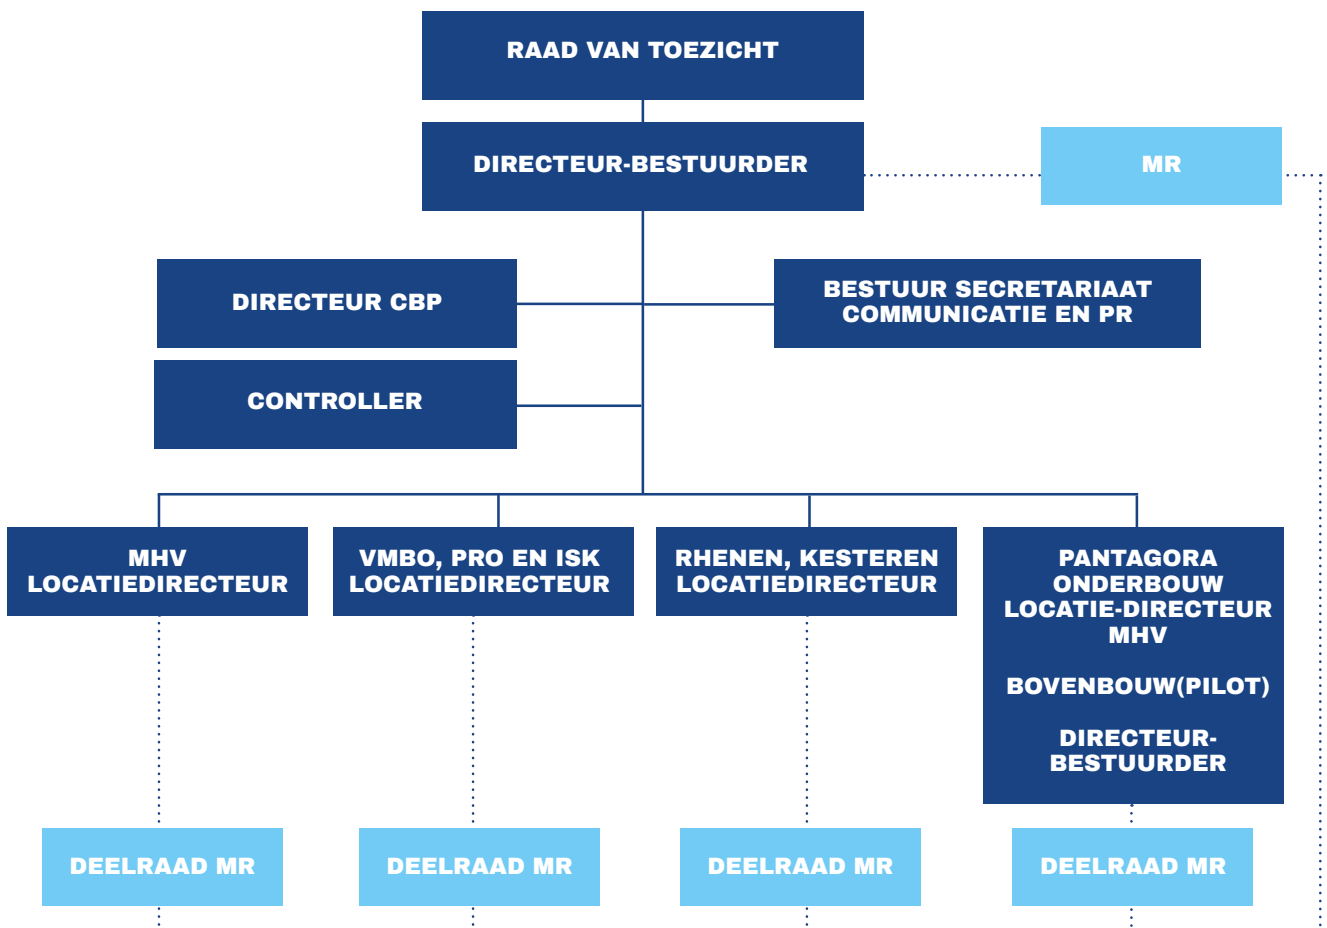 RAAD VAN TOEZICHT
DIRECTEUR-BESTUURDER
MR
DIRECTEUR CBP
BESTUUR SECRETARIAAT
COMMUNICATIE EN PR
CONTROLLER
MHV
LOCATIEDIRECTEUR
VMBO, PRO EN ISK
LOCATIEDIRECTEUR
RHENEN, KESTEREN
LOCATIEDIRECTEUR
PANTAGORA
ONDERBOUW
LOCATIE-DIRECTEUR
MHV
BOVENBOUW(PILOT)
DIRECTEUR-
BESTUURDER
DEELRAAD MR
DEELRAAD MR
DEELRAAD MR
DEELRAAD MR